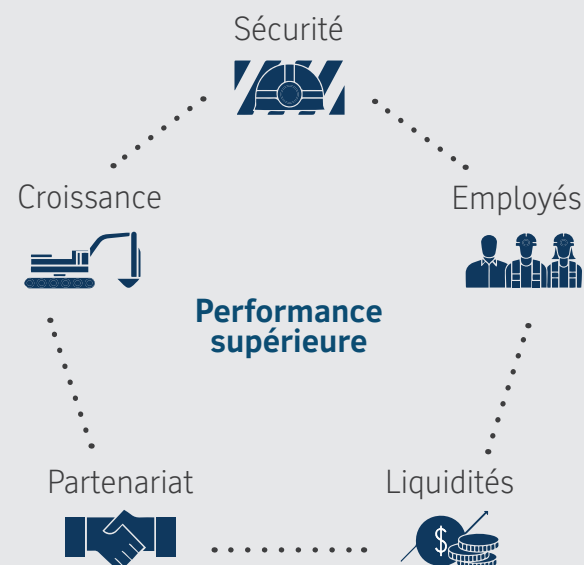 Sécurité
Croissance
Employés
Performance
supérieure
Partenariat
Liquidités
$